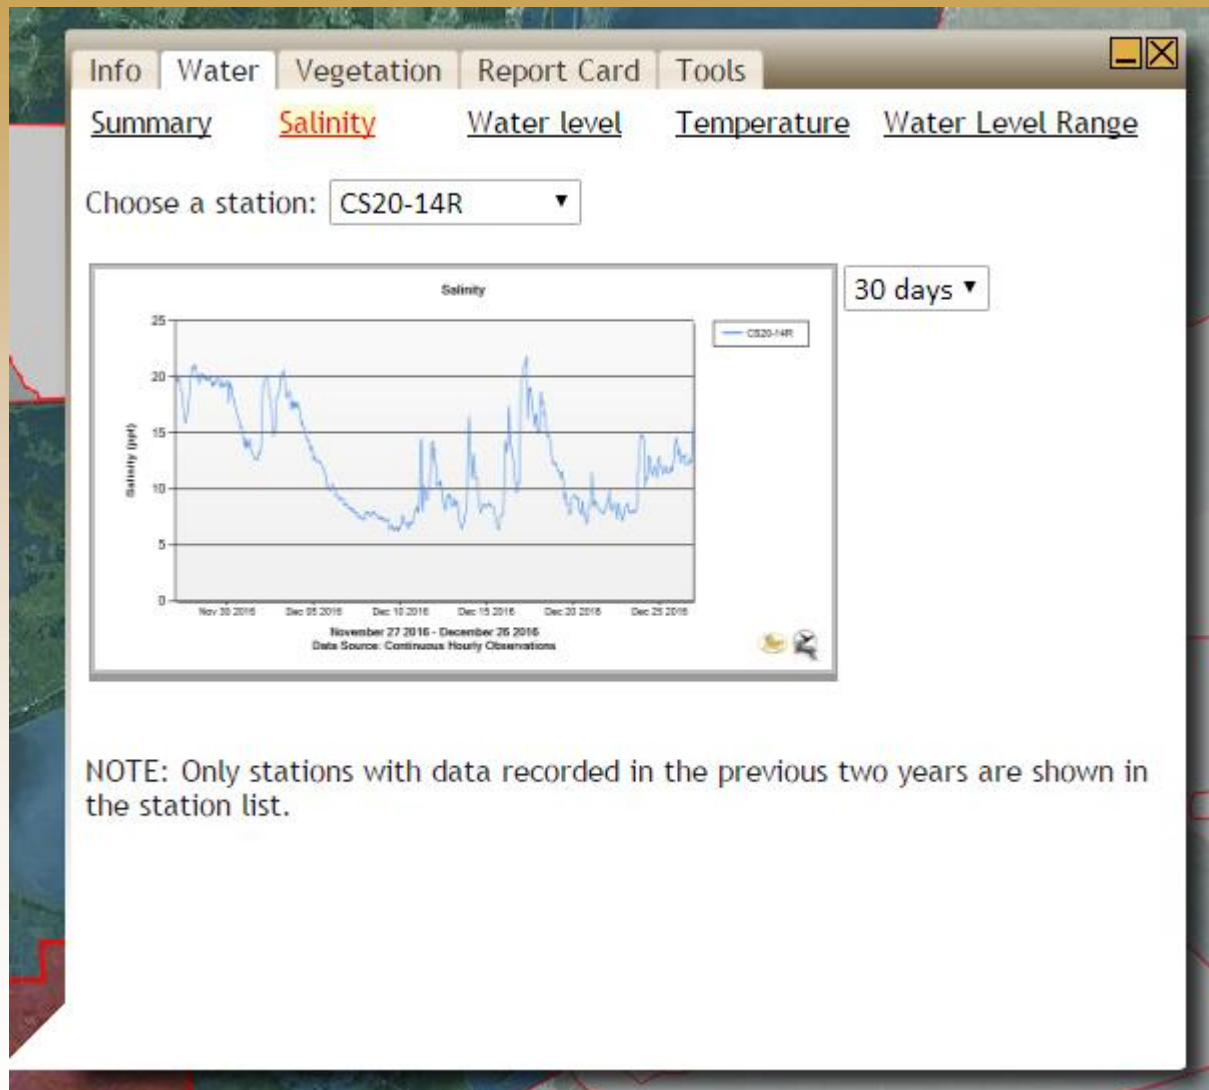 Info Water Vegetation Report Card Tools
Summary Salinity Water level Temperature Water Level Range
Choose a station: CS20-14R
30 days
Salinity
25
20
15
10
5
0
Salinity (ppt)
CS20-14R
Nov 30 2016 Dec 05 2016 Dec 10 2016 Dec 15 2016 Dec 20 2016 Dec 25 2016
November 27 2016 - December 26 2016
Data Source: Continuous Hourly Observations
NOTE: Only stations with data recorded in the previous two years are shown in
the station list.